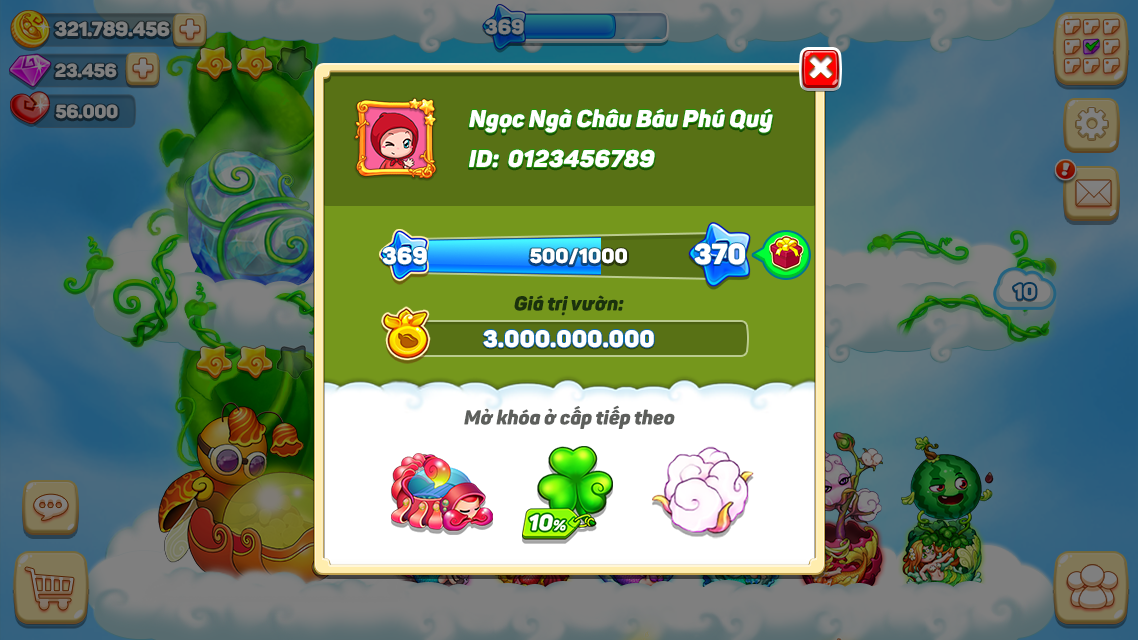 321.789.456
369
23.456
56.000
Ngọc Ngà Châu Báu Phú Quý
ID: 0123456789
369
500/1000
370
Giá trị vườn:
3.000.000.000
10
Mở khóa ở cấp tiếp theo
10%